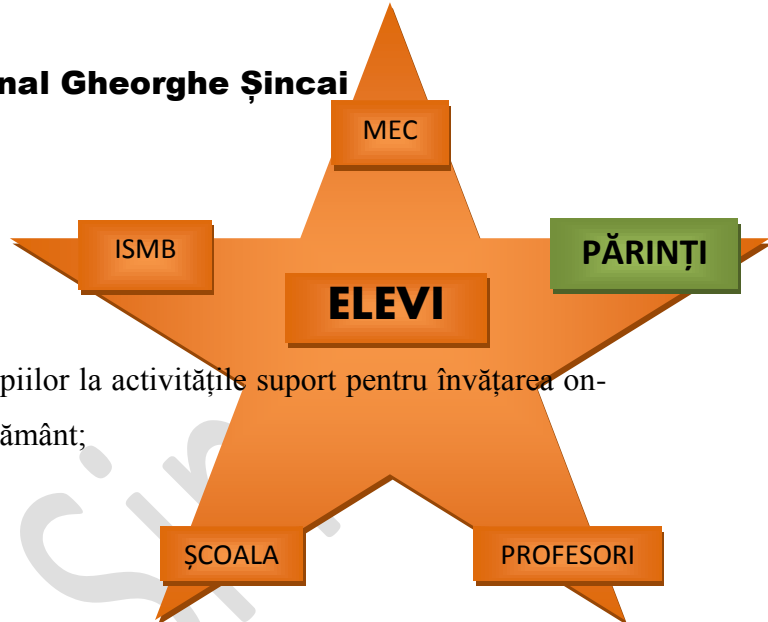 nal Gheorghe Șincai
MEC
ISMB
PĂRINȚI
ELEVI
piilor la activitățile suport pentru învățarea on-
ământ;
ȘCOALA
PROFESORI